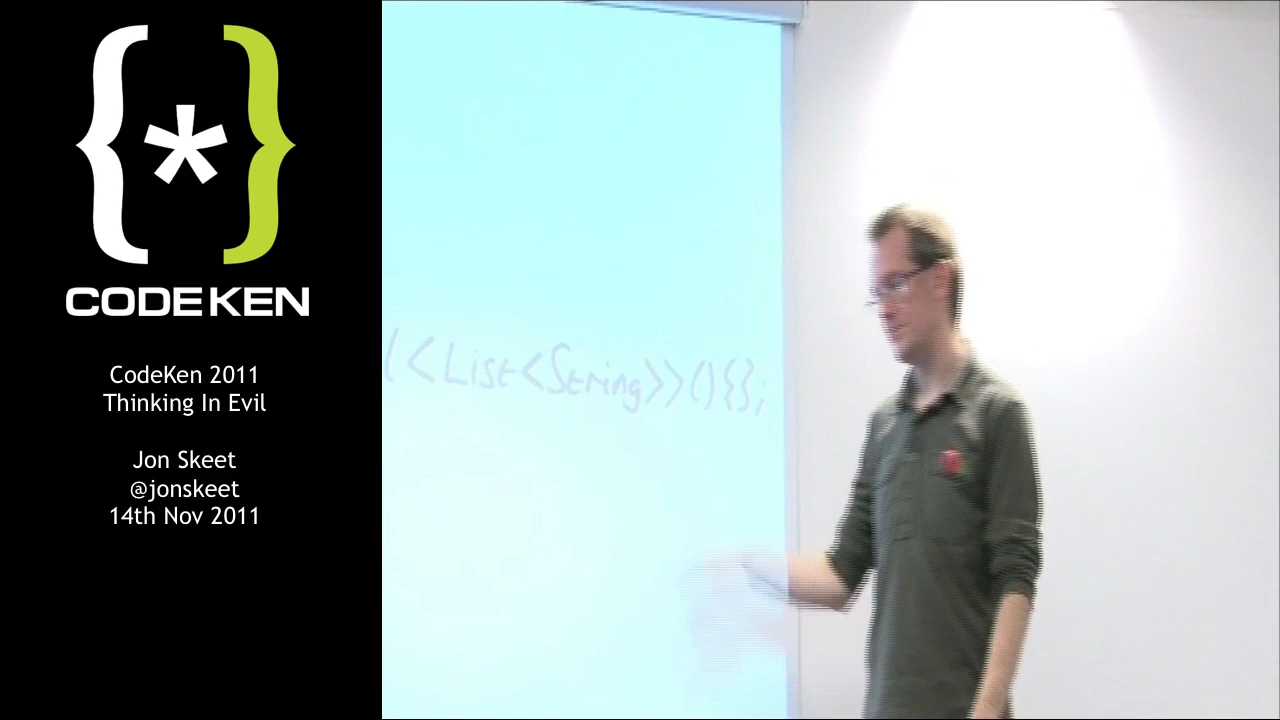 {*}
CODEKEN
CodeKen 2011
Thinking In Evil
Jon Skeet
@jonskeet
14th Nov 2011
<List<String>>(){};